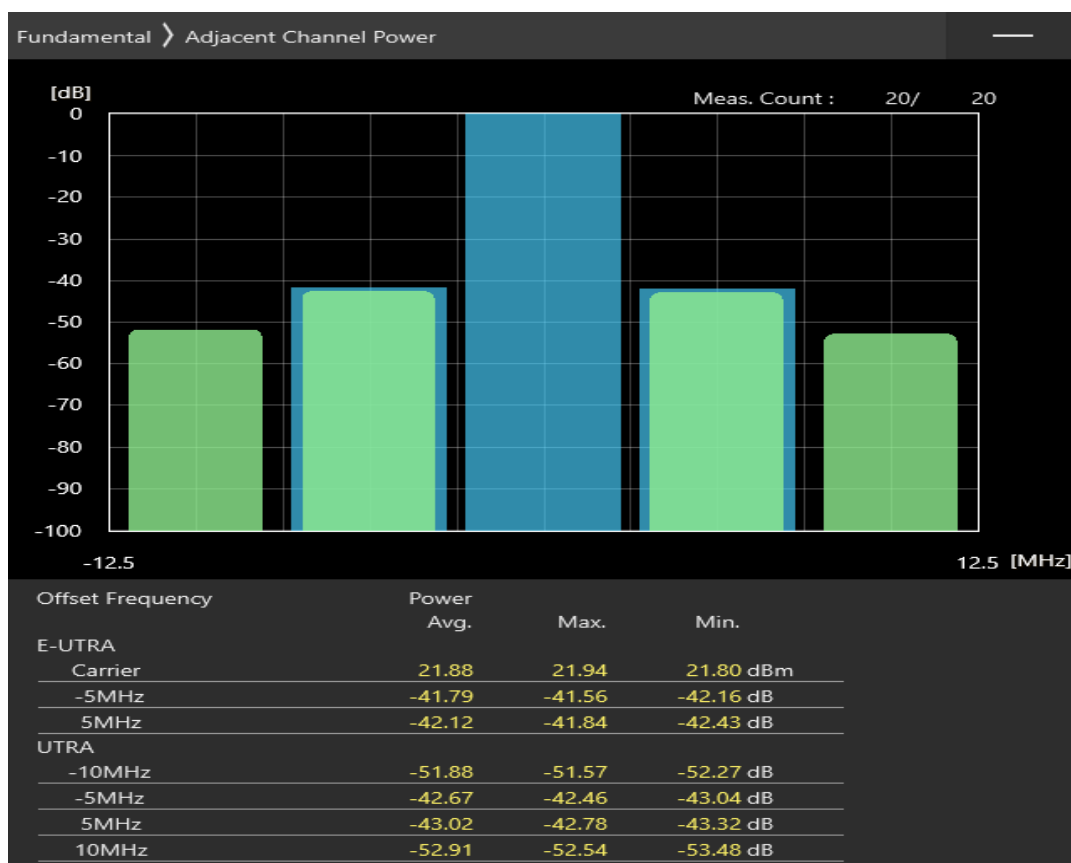 Fundamental ❯ Adjacent Channel Power
[dB]
Meas. Count : 20/ 20
0
-10
-20
-30
-40
-50
-60
-70
-80
-90
-100
-12.5 12.5 [MHz]
Offset Frequency Power
Avg. Max. Min.
E-UTRA
Carrier 21.88 21.94 21.80 dBm
-5MHz -41.79 -41.56 -42.16 dB
5MHz -42.12 -41.84 -42.43 dB
UTRA
-10MHz -51.88 -51.57 -52.27 dB
-5MHz -42.67 -42.46 -43.04 dB
5MHz -43.02 -42.78 -43.32 dB
10MHz -52.91 -52.54 -53.48 dB